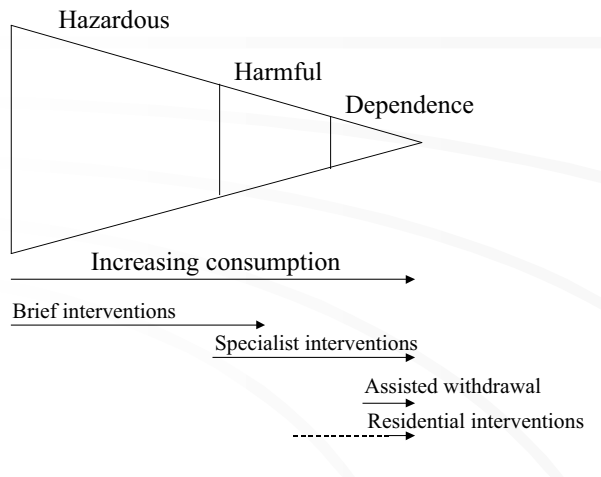 Hazardous
Harmful
Dependence
Increasing consumption
Brief interventions
Specialist interventions
Assisted withdrawal
Residential interventions